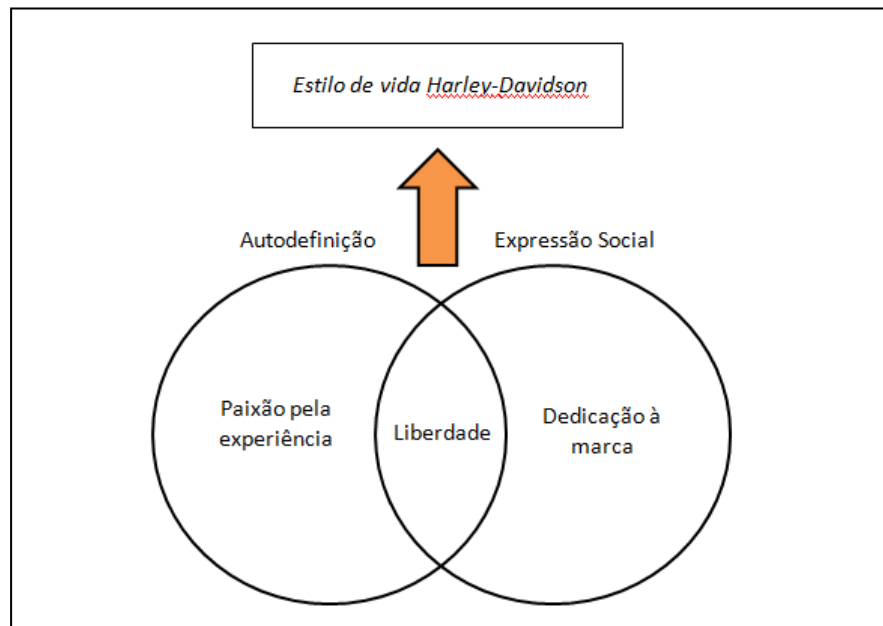 Estilo de vida Harley-Davidson
Autodefinição
Expressão Social
Paixão pela
experiência
Liberdade
Dedicação à
marca